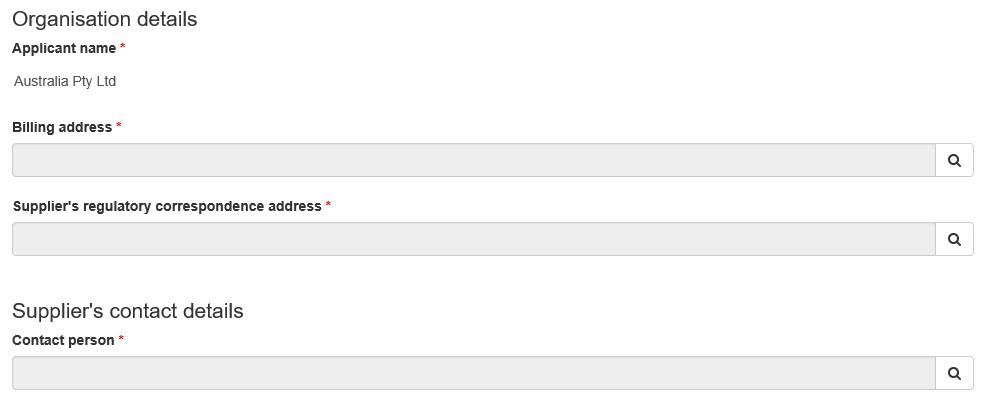 Organisation details
Applicant name *
Australia Pty Ltd
Billing address *
Supplier's regulatory correspondence address *
Supplier's contact details
Contact person *